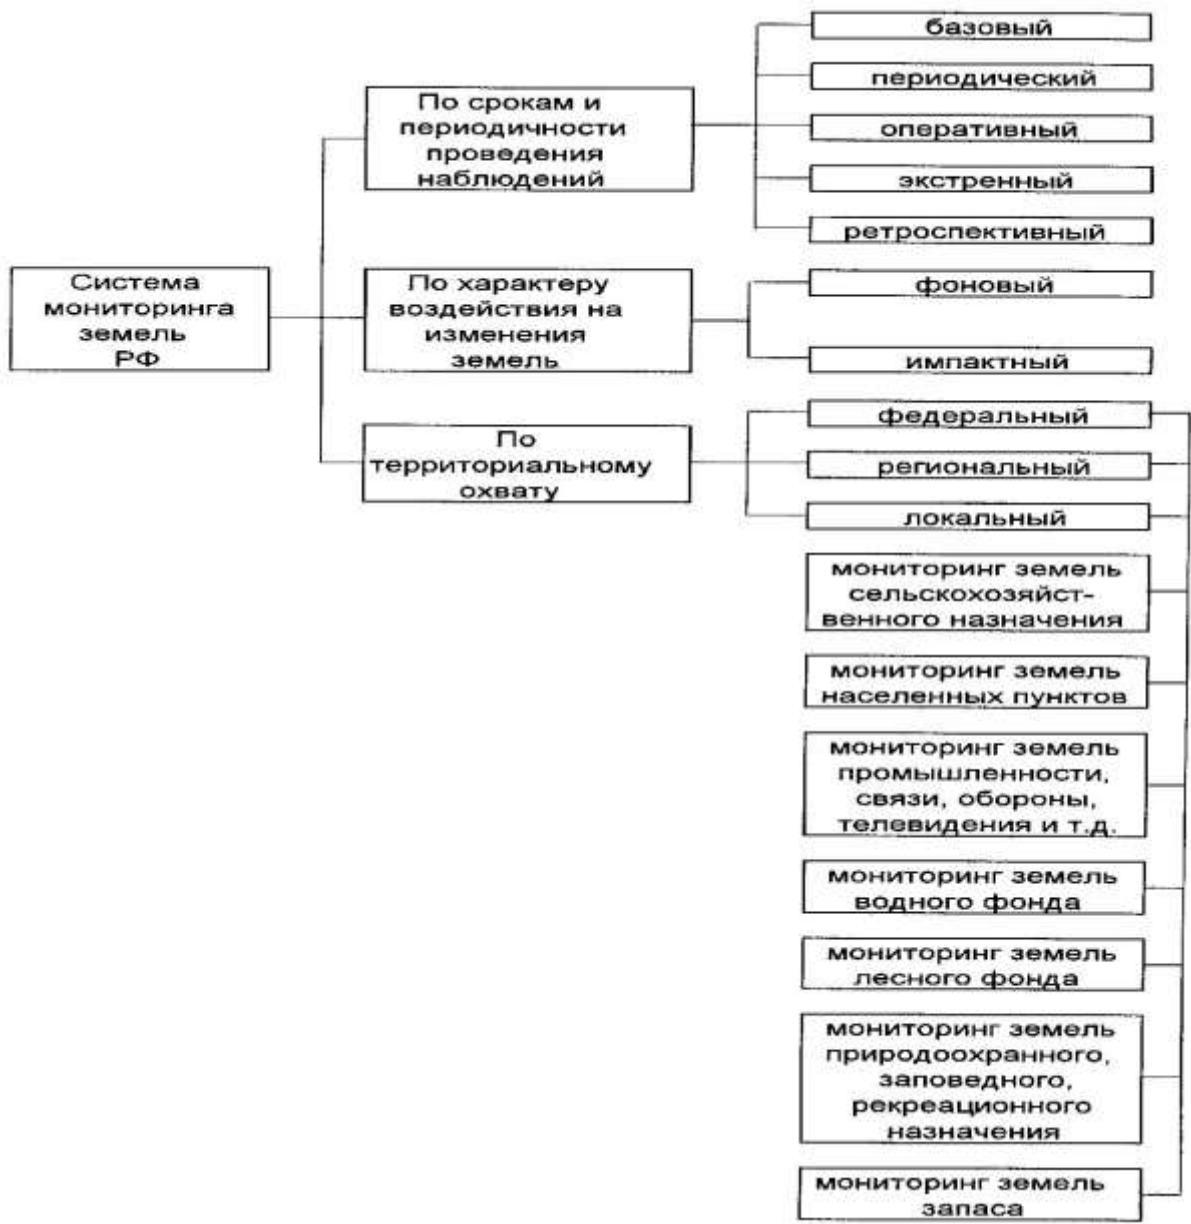 Система
мониторинга
земель
РФ
По срокам и
периодичности
проведения
наблюдений
базовый
периодический
оперативный
экстренный
ретроспективный
По характеру
воздействия на
изменения
земель
фоновый
импактный
По
территориальному
охвату
федеральный
региональный
локальный
мониторинг земель
сельскохозяйст-
венного назначения
мониторинг земель
населенных пунктов
мониторинг земель
промышленности,
связи, обороны,
телевидения и т.д.
мониторинг земель
водного фонда
мониторинг земель
лесного фонда
мониторинг земель
природоохранного,
заповедного,
рекреационного
назначения
мониторинг земель
запаса